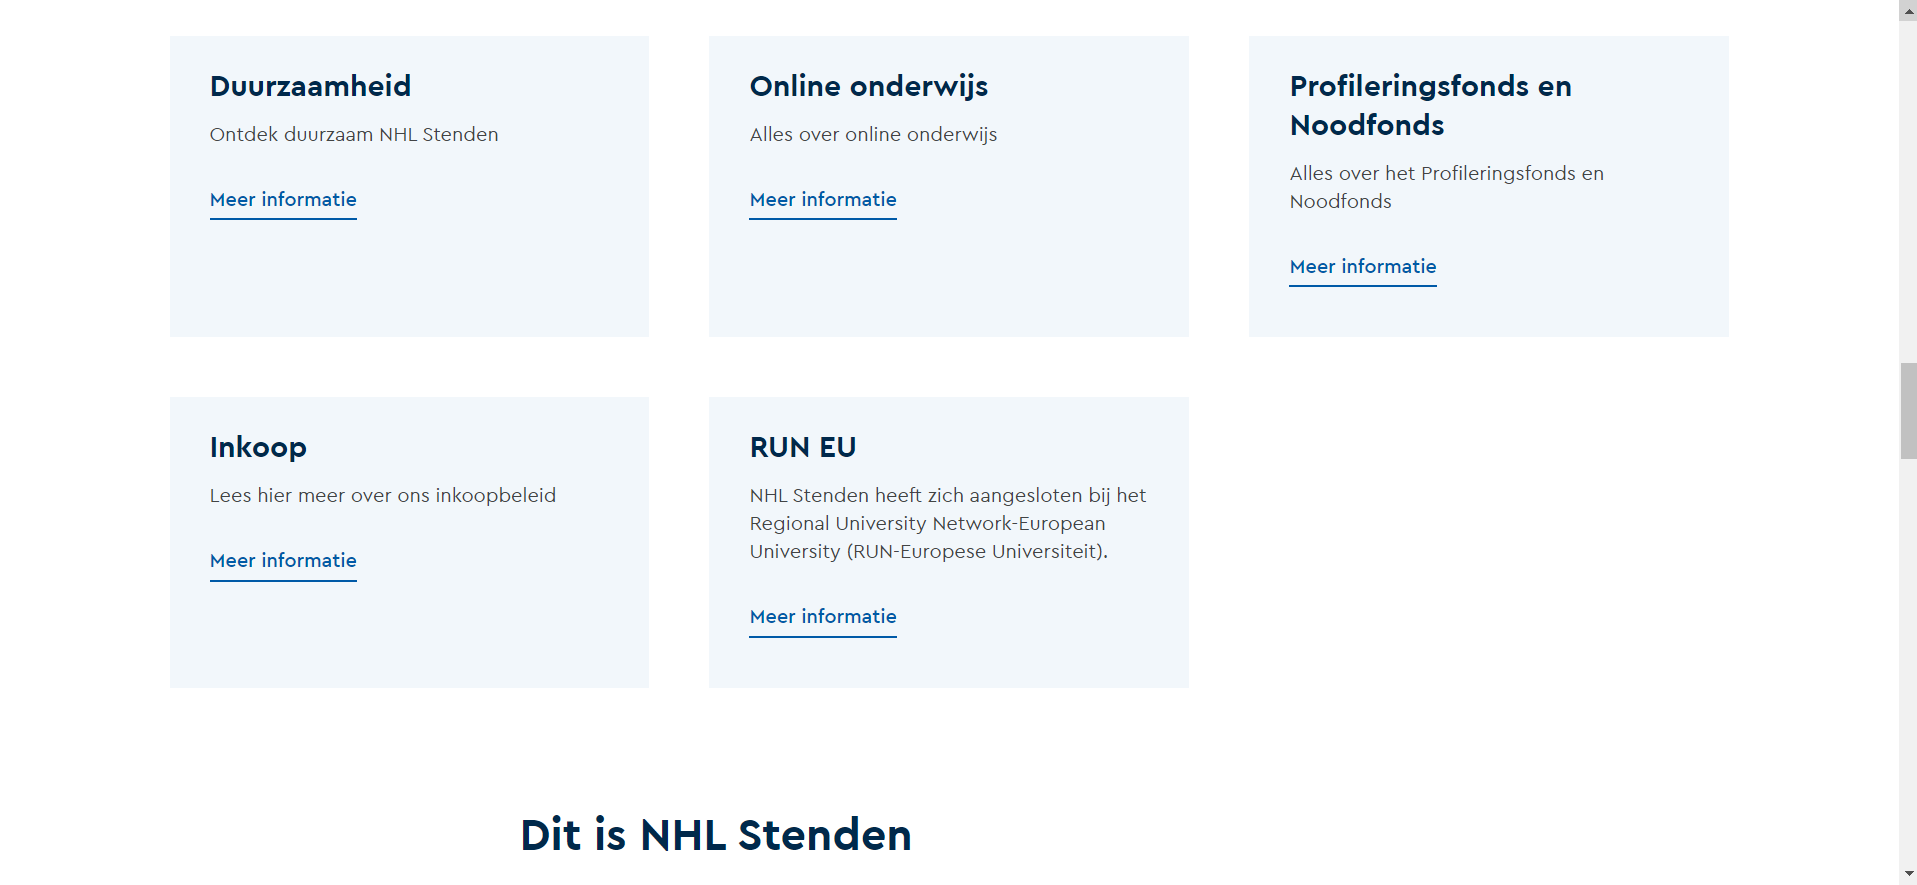 Duurzaamheid
Ontdek duurzaam NHL Stenden
Meer informatie
Online onderwijs
Alles over online onderwijs
Meer informatie
Profileringsfonds en
Noodfonds
Alles over het Profileringsfonds en
Noodfonds
Meer informatie
Inkoop
Lees hier meer over ons inkoopbeleid
Meer informatie
RUN EU
NHL Stenden heeft zich aangesloten bij het
Regional University Network-European
University (RUN-Europese Universiteit).
Meer informatie
Dit is NHL Stenden